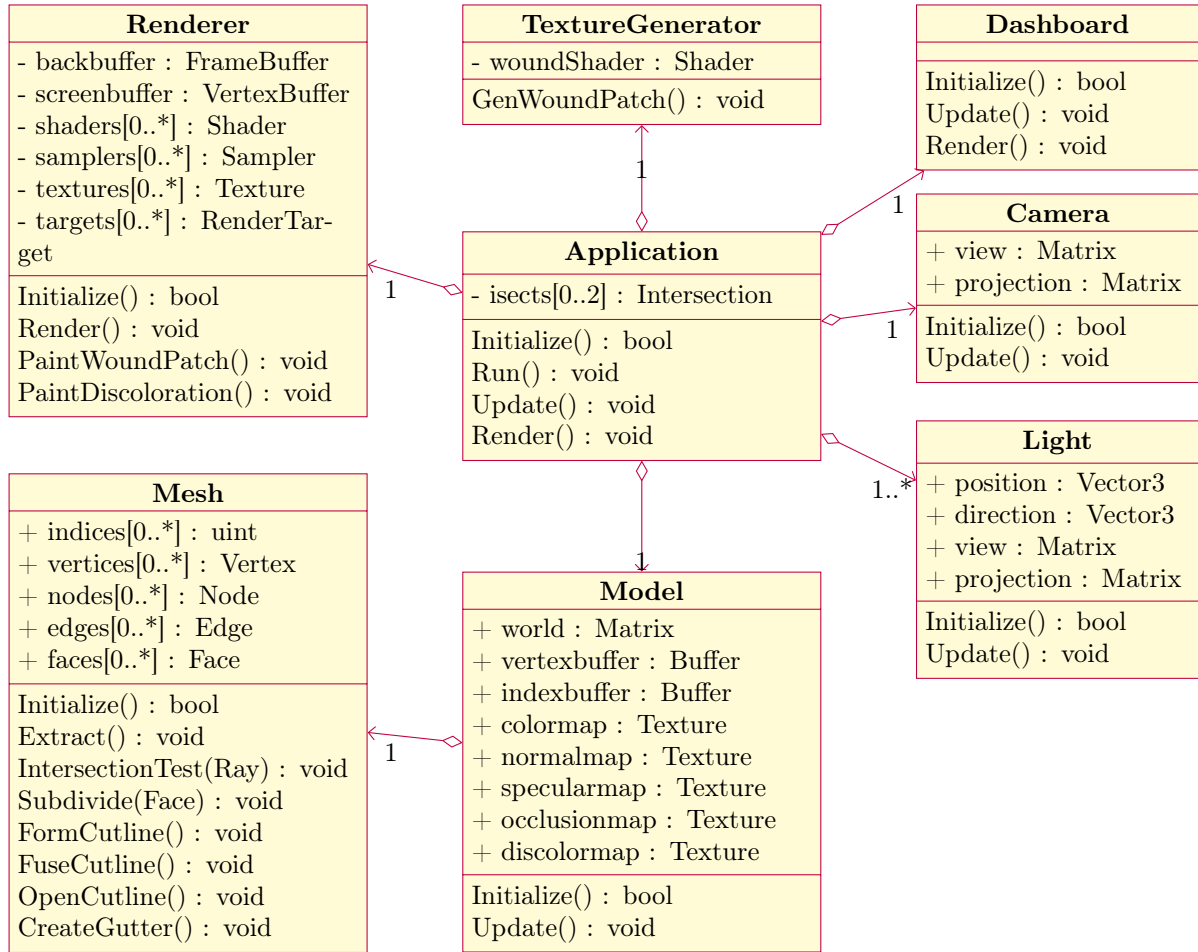 Renderer
- backbuffer : FrameBuffer
- screenbuffer : VertexBuffer
- shaders[0..*] : Shader
- samplers[0..*] : Sampler
- textures[0..*] : Texture
- targets[0..*] : RenderTar-
get
Initialize() : bool
Render() : void
PaintWoundPatch() : void
PaintDiscoloration() : void
TextureGenerator
- woundShader : Shader
GenWoundPatch() : void
Dashboard
Initialize() : bool
Update() : void
Render() : void
1
1
1
Application
- isects[0..2] : Intersection
Initialize() : bool
Run() : void
Update() : void
Render() : void
Camera
+ view : Matrix
+ projection : Matrix
Initialize() : bool
Update() : void
1
1..*
1
Light
+ position : Vector3
+ direction : Vector3
+ view : Matrix
+ projection : Matrix
Initialize() : bool
Update() : void
Mesh
+ indices[0..*] : uint
+ vertices[0..*] : Vertex
+ nodes[0..*] : Node
+ edges[0..*] : Edge
+ faces[0..*] : Face
Initialize() : bool
Extract() : void
IntersectionTest(Ray) : void
Subdivide(Face) : void
FormCutline() : void
FuseCutline() : void
OpenCutline() : void
CreateGutter() : void
1
Model
+ world : Matrix
+ vertexbuffer : Buffer
+ indexbuffer : Buffer
+ colormap : Texture
+ normalmap : Texture
+ specularmap : Texture
+ occlusionmap : Texture
+ discolormap : Texture
Initialize() : bool
Update() : void